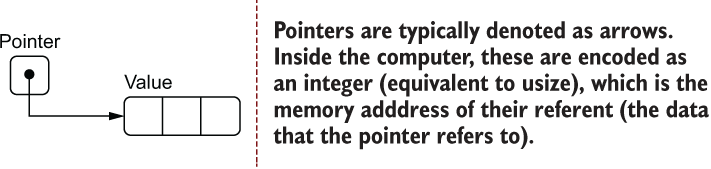 Pointer
Value
Pointers are typically denoted as arrows.
Inside the computer, these are encoded as
an integer (equivalent to usize), which is the
memory adddress of their referent (the data
that the pointer refers to).